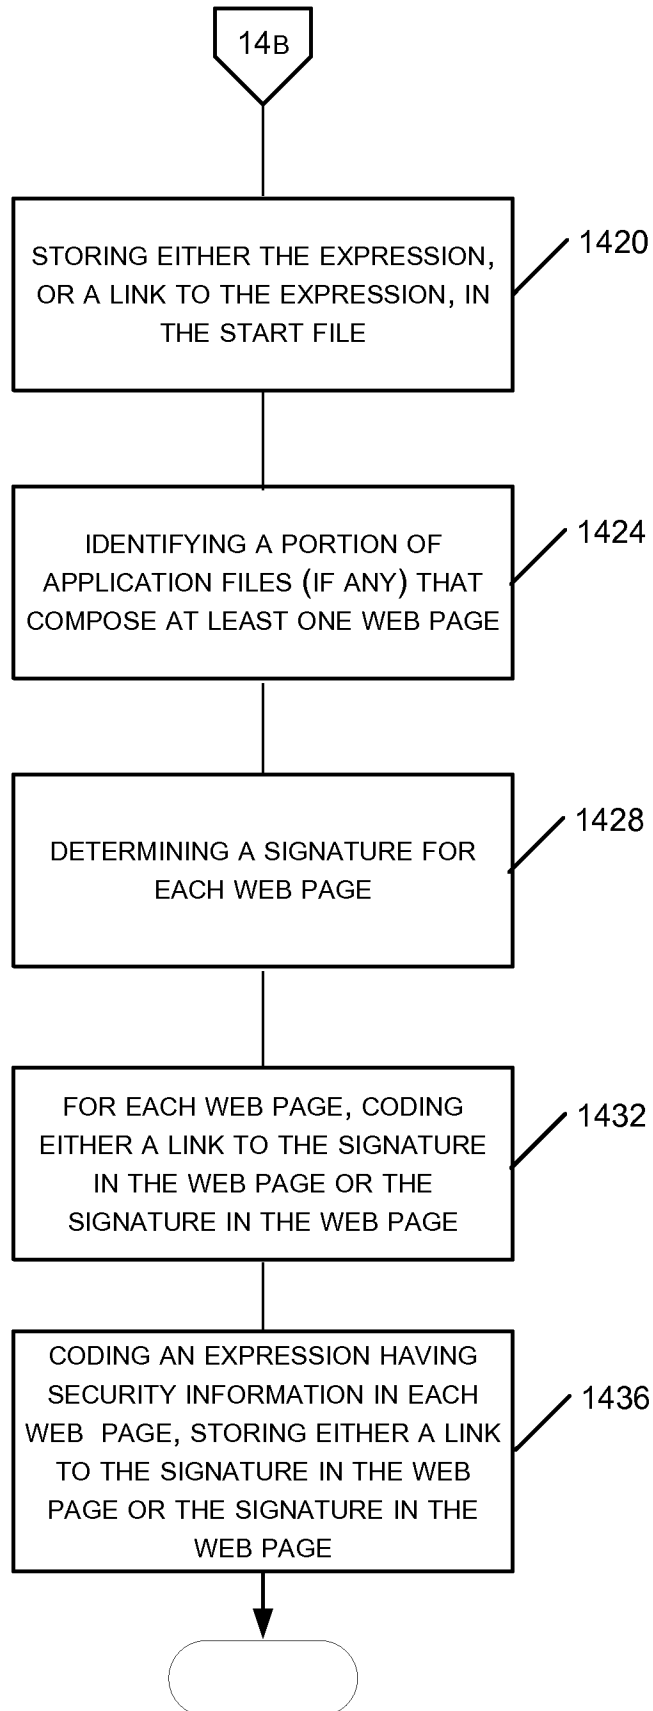 14B
STORING EITHER THE EXPRESSION,
OR A LINK TO THE EXPRESSION, IN
THE START FILE
1420
IDENTIFYING A PORTION OF
APPLICATION FILES (IF ANY) THAT
COMPOSE AT LEAST ONE WEB PAGE
1424
DETERMINING A SIGNATURE FOR
EACH WEB PAGE
1428
FOR EACH WEB PAGE, CODING
EITHER A LINK TO THE SIGNATURE
IN THE WEB PAGE OR THE
SIGNATURE IN THE WEB PAGE
1432
CODING AN EXPRESSION HAVING
SECURITY INFORMATION IN EACH
WEB PAGE, STORING EITHER A LINK
TO THE SIGNATURE IN THE WEB
PAGE OR THE SIGNATURE IN THE
WEB PAGE
1436